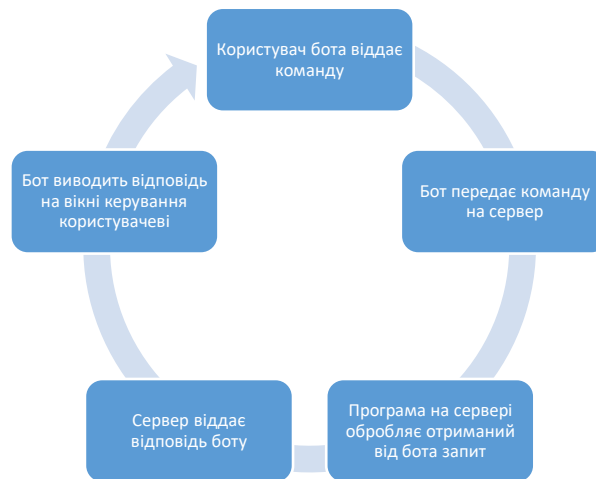 Користувач бота віддає
команду
Бот передає команду
на сервер
Програма на сервері
обробляє отриманий
від бота запит
Сервер віддає
відповідь боту
Бот виводить відповідь
на вікні керування
користувачеві